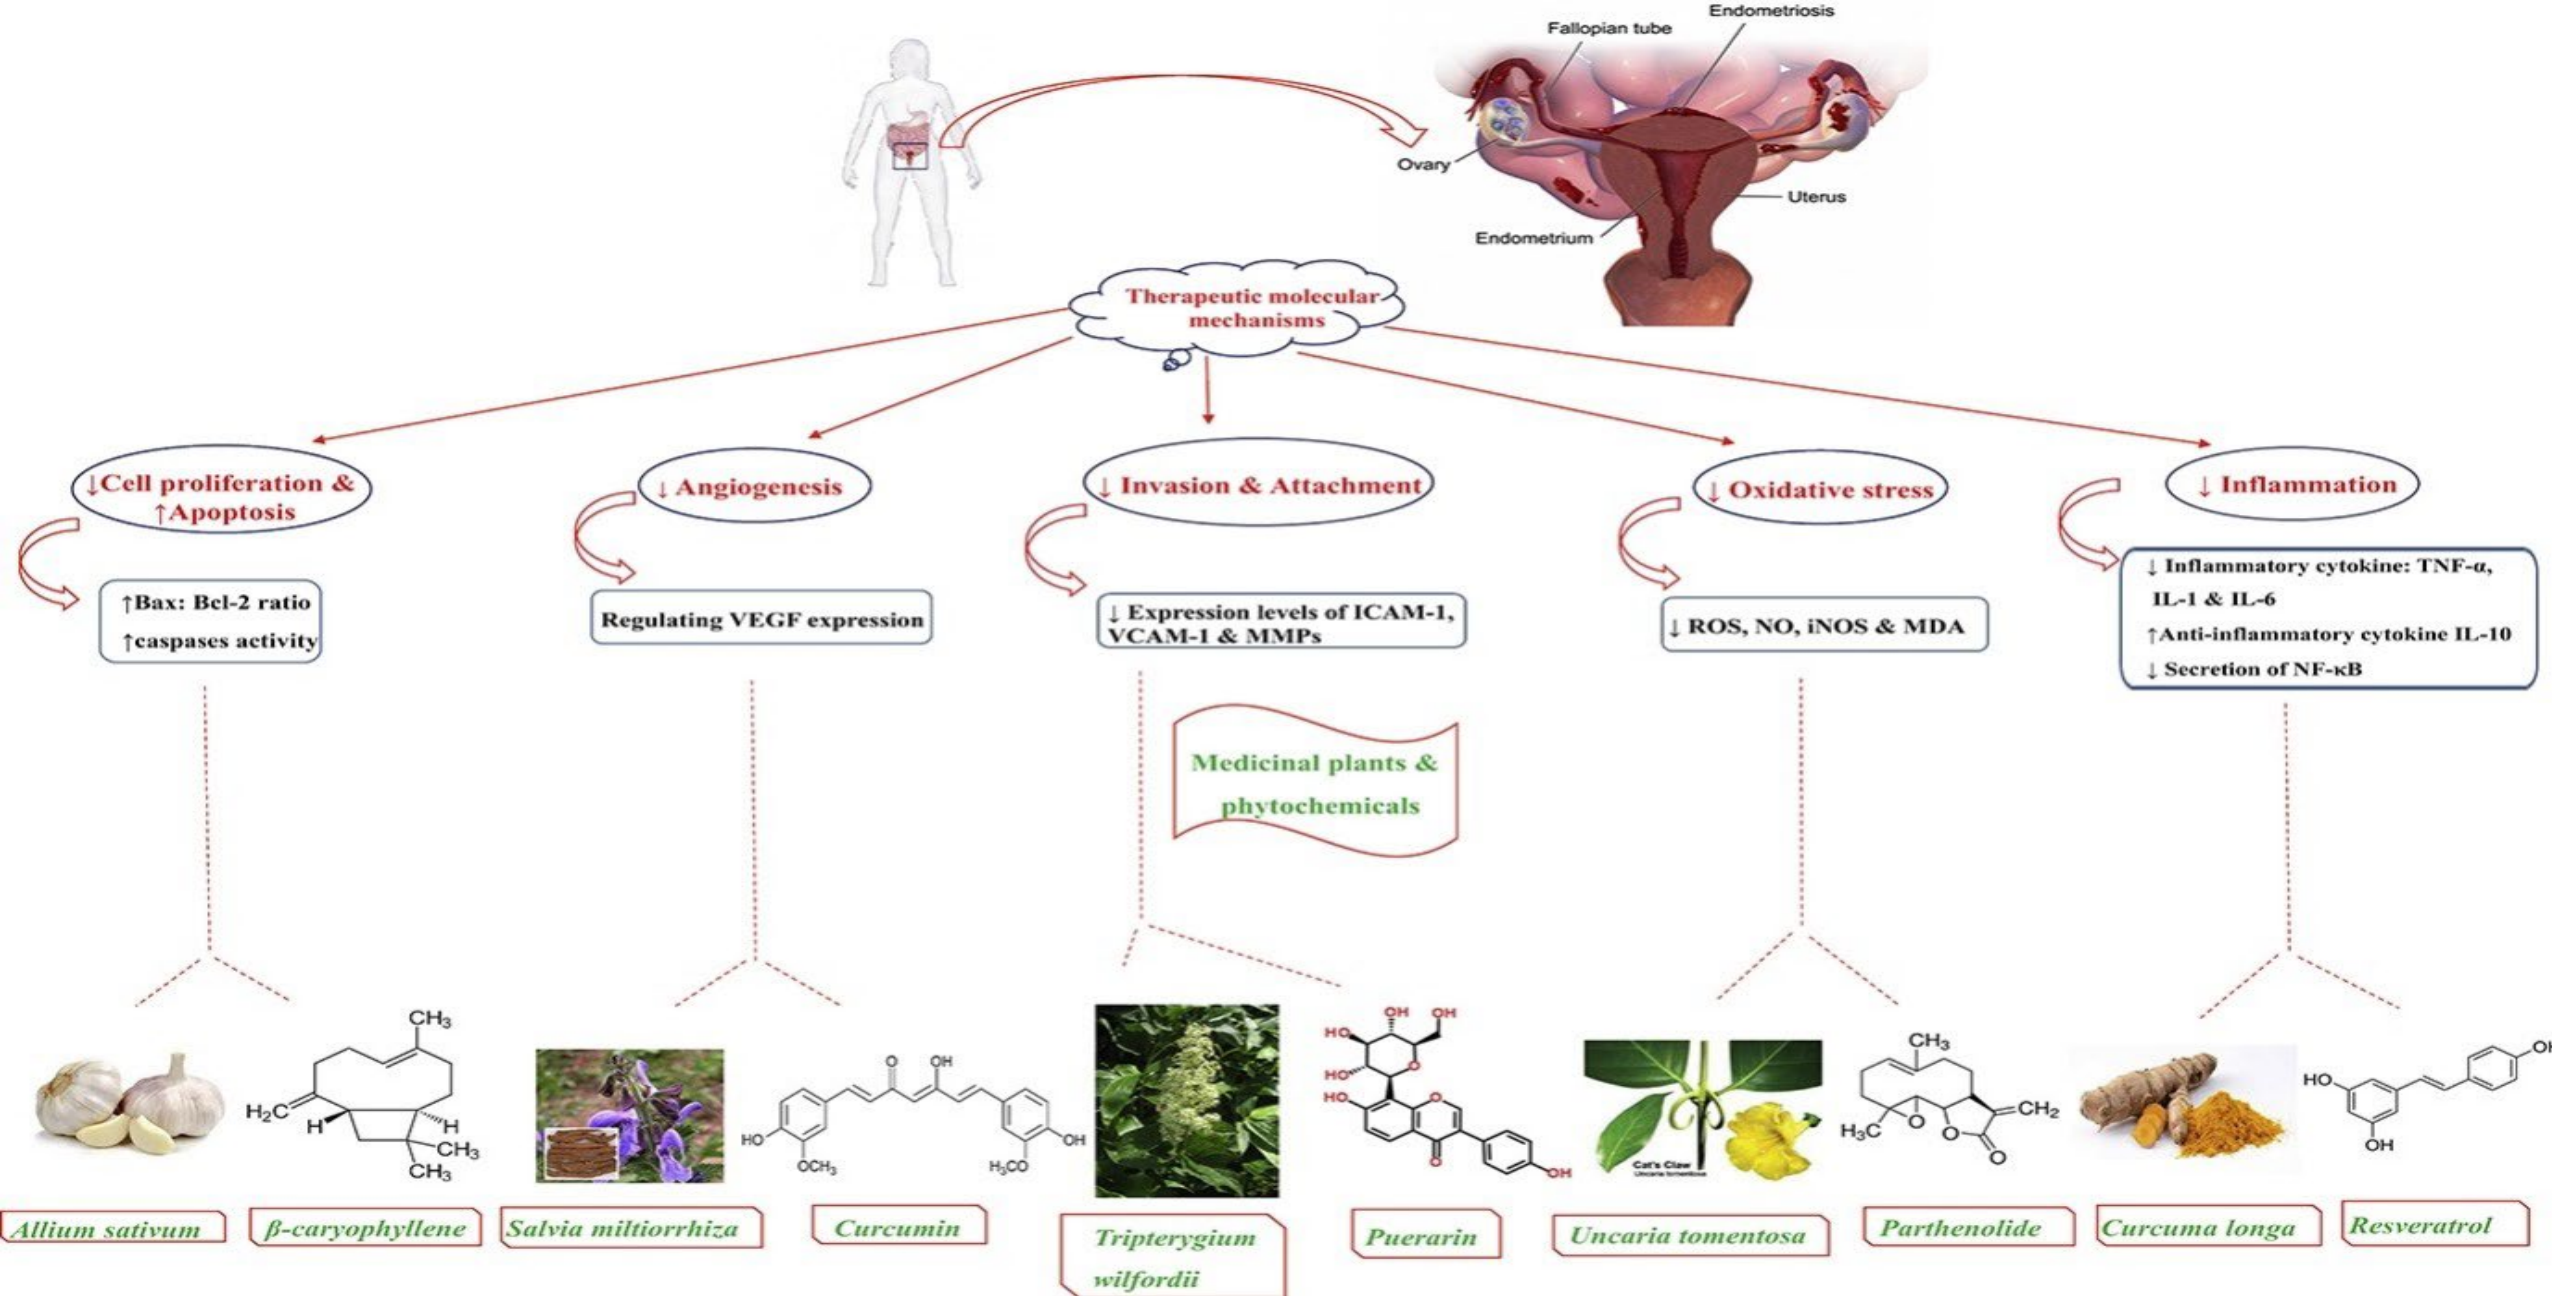 Endometriosis
Fallopian tube
Ovary
Uterus
Endometrium
Therapeutic molecular
mechanisms
↓Cell proliferation &
↑Apoptosis
↓ Angiogenesis
↓ Invasion & Attachment
↓ Oxidative stress
↓ Inflammation
↑Bax: Bcl-2 ratio
↑caspases activity
Regulating VEGF expression
↓ Expression levels of ICAM-1,
VCAM-1 & MMPs
↓ ROS, NO, iNOS & MDA
↓ Inflammatory cytokine: TNF-α,
IL-1 & IL-6
↑Anti-inflammatory cytokine IL-10
↓ Secretion of NF-κB
Medicinal plants &
phytochemicals
CH₃
H₂C
H
H
CH₃
CH₃
O
OH
HO
OH
OCH₃
H₃CO
OH
OH
HO
HO
O
HO
O
O
OH
Cat's Claw
Uncaria tomentosa
CH₃
H₃C
O
O
O
CH₂
HO
OH
OH
Allium sativum
β-caryophyllene
Salvia miltiorrhiza
Curcumin
Tripterygium
wilfordii
Puerarin
Uncaria tomentosa
Parthenolide
Curcuma longa
Resveratrol